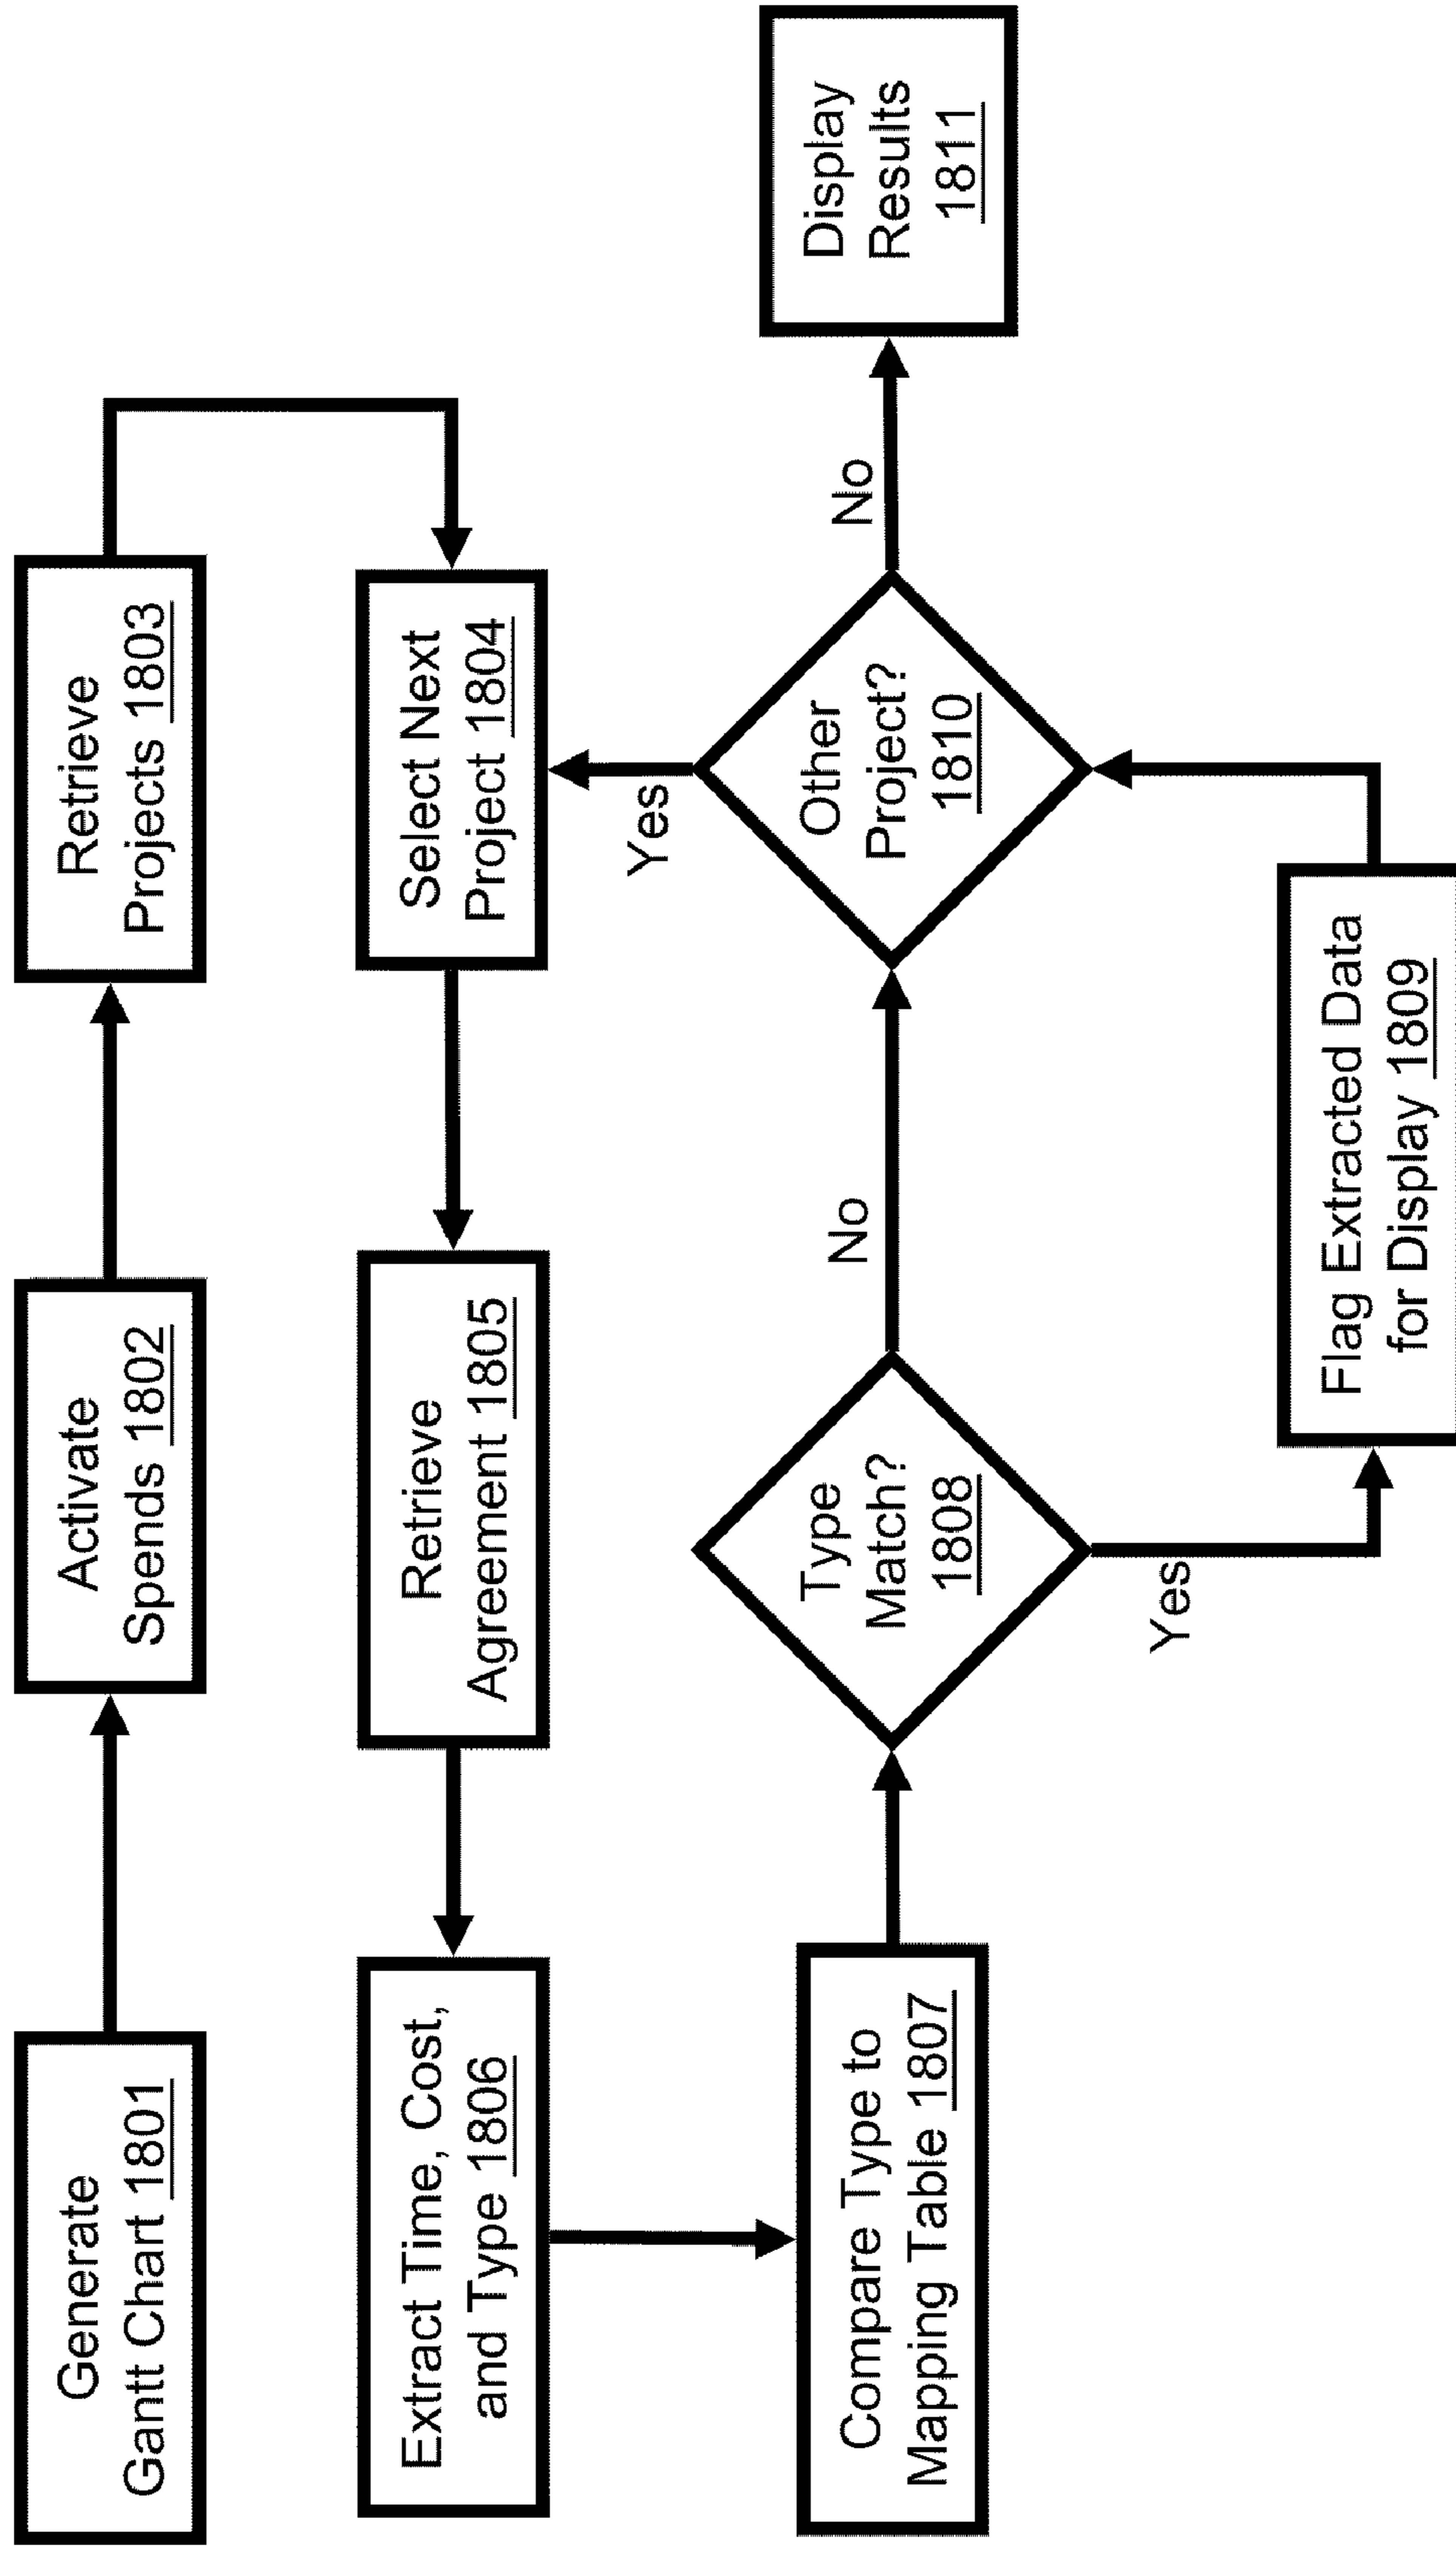 Generate
Gantt Chart 1801
Activate
Spends 1802
Retrieve
Projects 1803
Select Next
Project 1804
Retrieve
Agreement 1805
Extract Time, Cost,
and Type 1806
Compare Type to
Mapping Table 1807
Type
Match?
1808
No
Yes
Flag Extracted Data
for Display 1809
Other
Project?
1810
Yes
No
Display
Results
1811